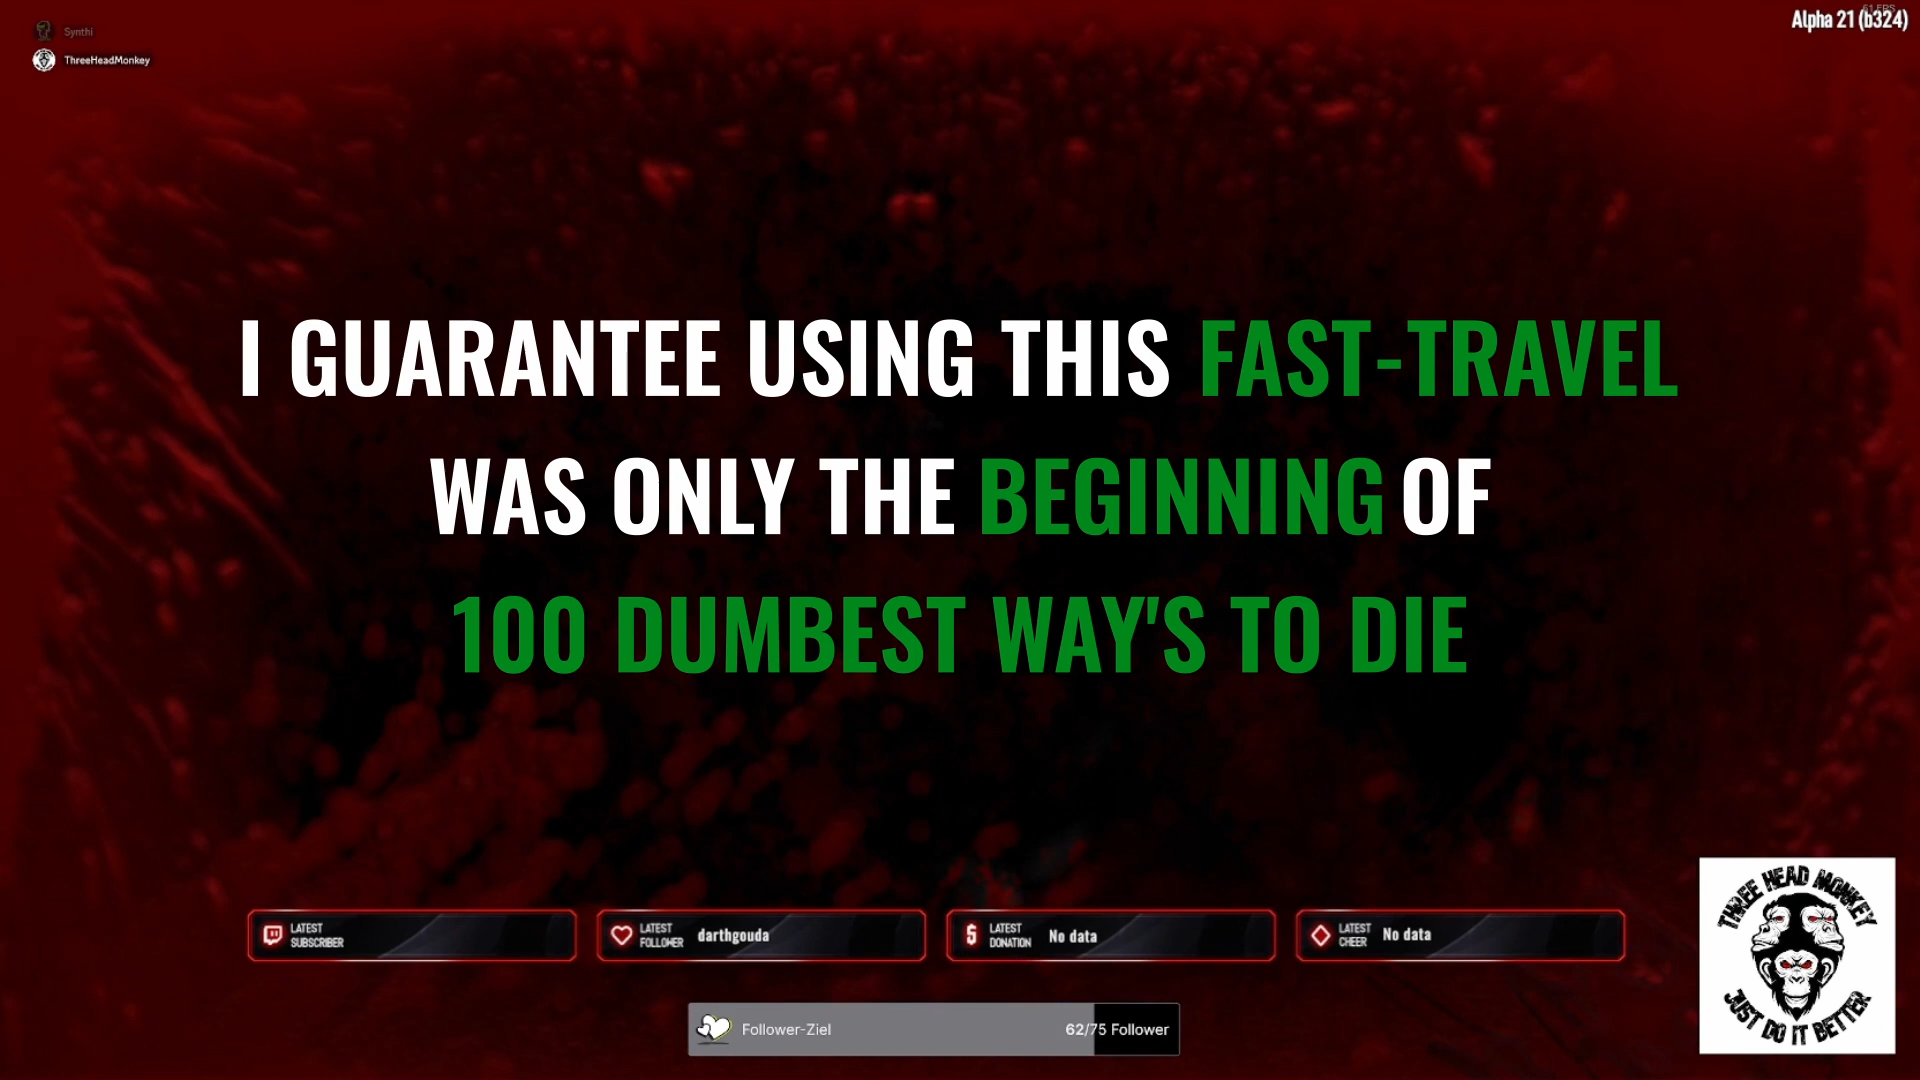 Synthi
ThreeHeadMonkey
61 FPS
Alpha 21 (b324)
I GUARANTEE USING THIS FAST-TRAVEL
WAS ONLY THE BEGINNING OF
100 DUMBEST WAY'S TO DIE
LATEST
SUBSCRIBER
LATEST
FOLLOWER
darthgouda
LATEST
DONATION
No data
LATEST
CHEER
No data
Follower-Ziel
62/75 Follower
THREE HEAD MONKEY
JUST DO IT BETTER